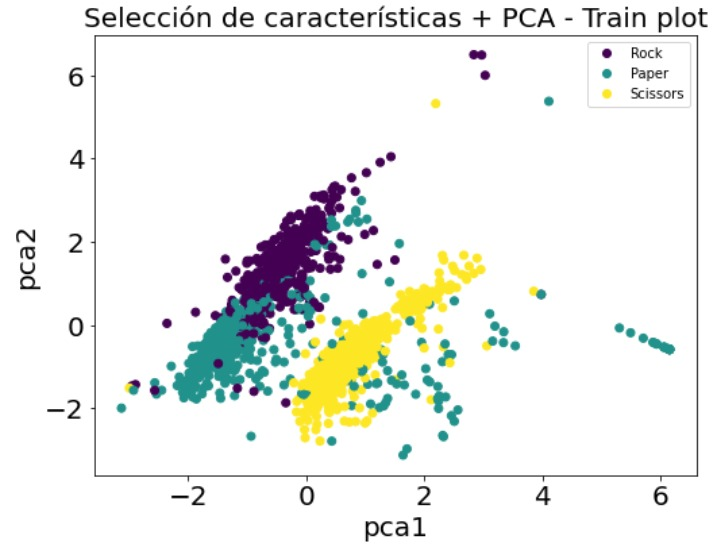 Selección de características + PCA - Train plot
Rock
Paper
Scissors
6
4
2
0
−2
pca2
−2
0
2
4
6
pca1